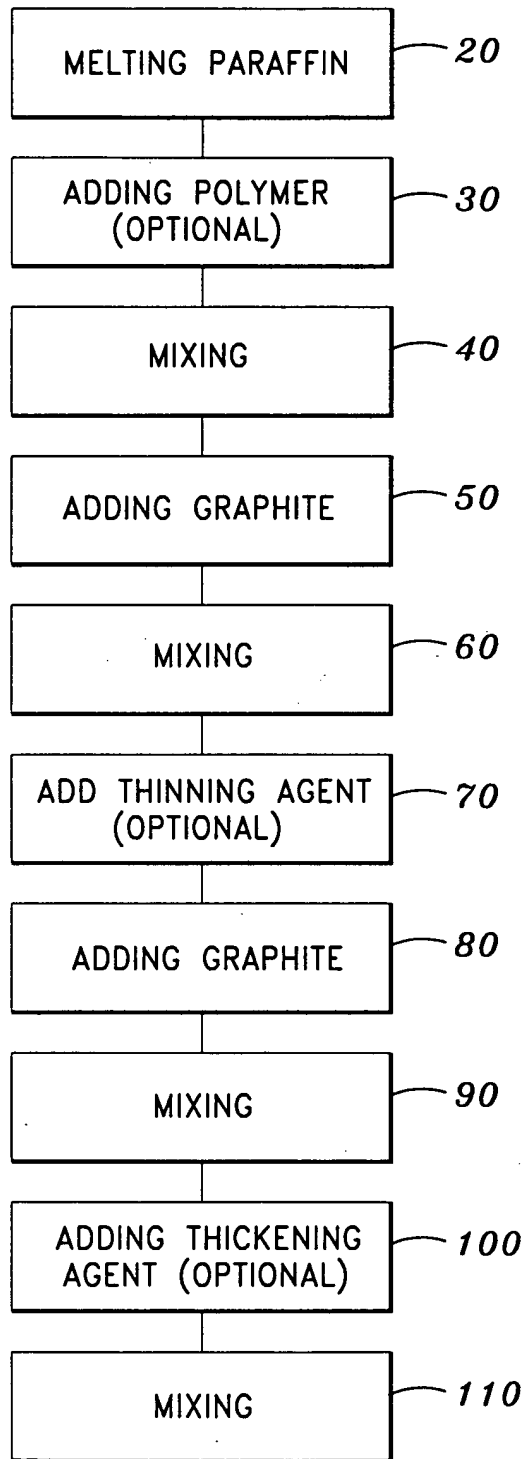 MELTING PARAFFIN 20
ADDING POLYMER
(OPTIONAL) 30
MIXING 40
ADDING GRAPHITE 50
MIXING 60
ADD THINNING AGENT
(OPTIONAL) 70
ADDING GRAPHITE 80
MIXING 90
ADDING THICKENING
AGENT (OPTIONAL) 100
MIXING 110